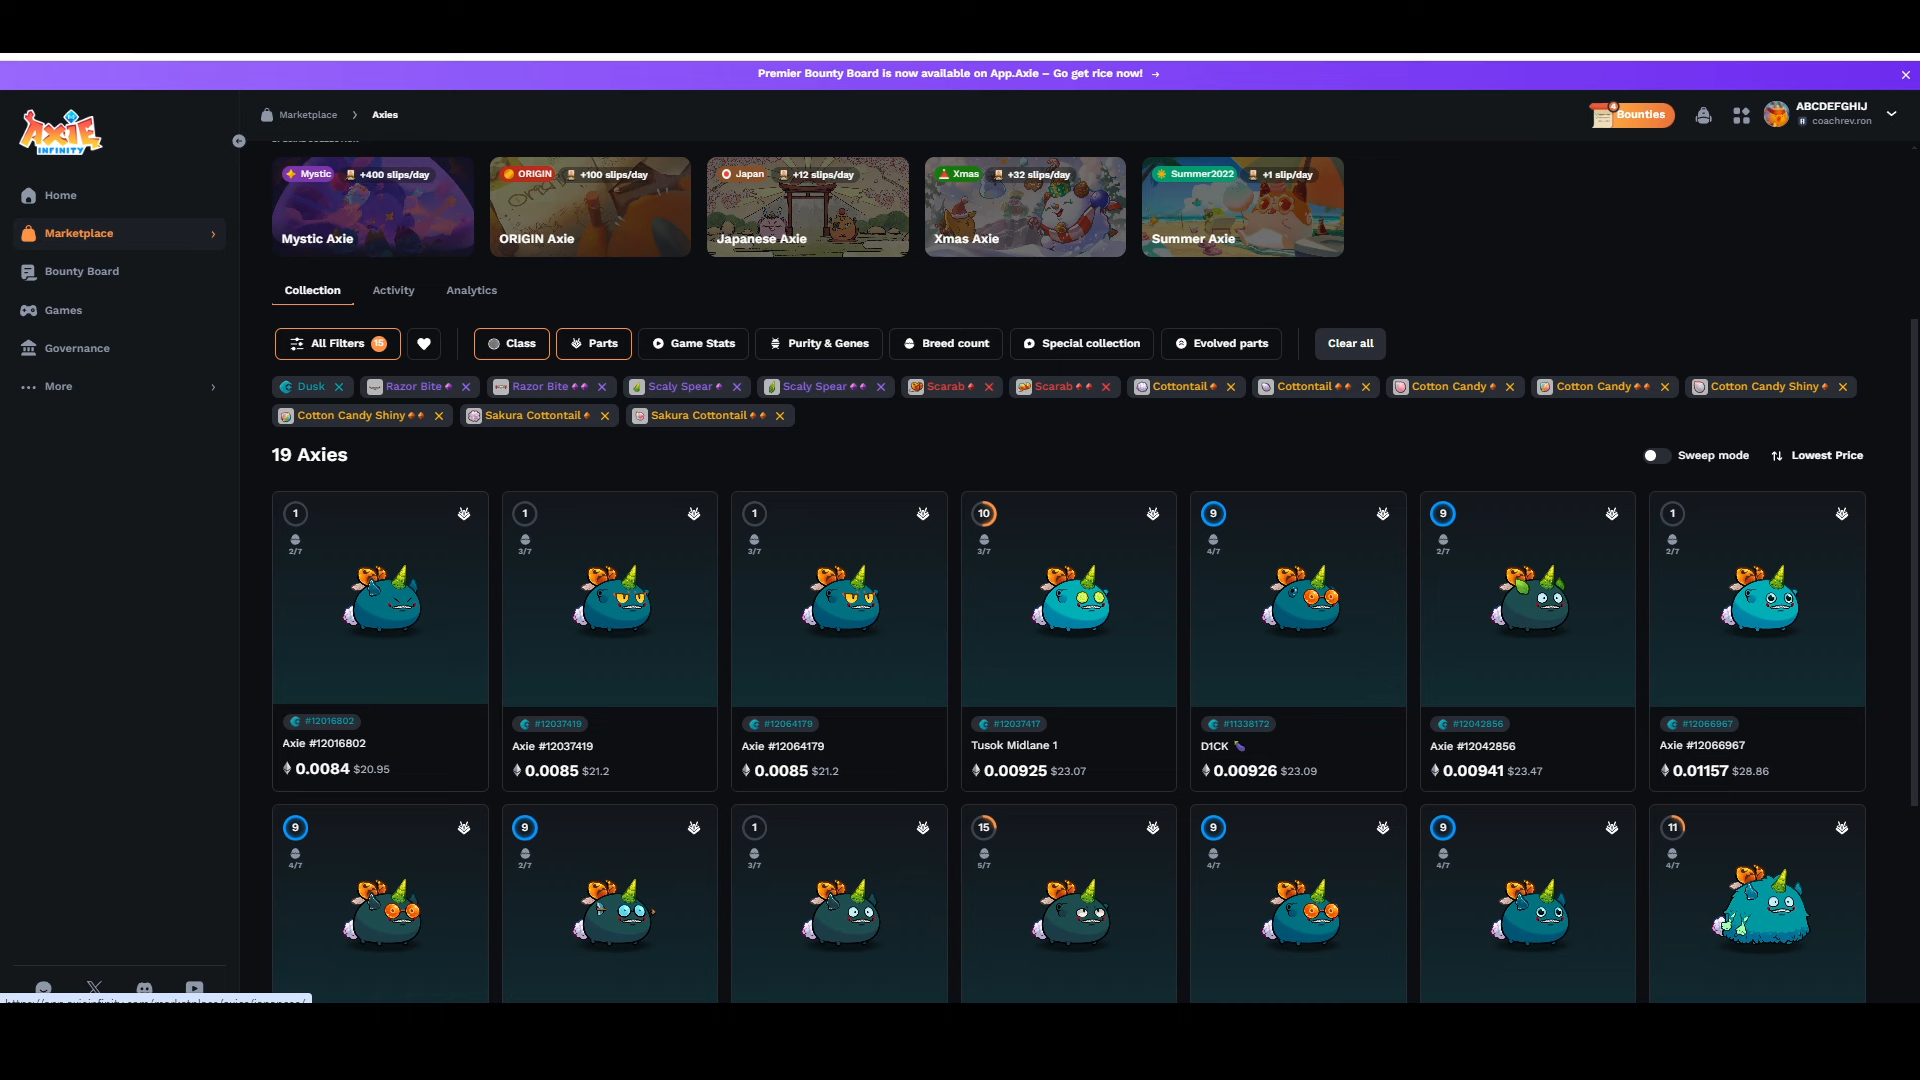 Premier Bounty Board is now available on App.Axie – Go get rice now! →
AXIE
INFINITY
Marketplace > Axies
4
Bounties
ABCDEFGHIJ
coachrev.ron
Home
Marketplace
Bounty Board
Games
Governance
More
Mystic +400 slips/day
Mystic Axie
ORIGIN +100 slips/day
ORIGIN Axie
Japan +12 slips/day
Japanese Axie
Xmas +32 slips/day
Xmas Axie
Summer2022 +1 slip/day
Summer Axie
Collection Activity Analytics
All Filters 15 Class Parts Game Stats Purity & Genes Breed count Special collection Evolved parts Clear all
Dusk Razor Bite Razor Bite Scaly Spear Scaly Spear Scarab Scarab Cottontail Cottontail Cotton Candy Cotton Candy Cotton Candy Shiny
Cotton Candy Shiny Sakura Cottontail Sakura Cottontail
19 Axies
Sweep mode Lowest Price
1
2/7
#12016802
Axie #12016802
0.0084 $20.95
1
3/7
#12037419
Axie #12037419
0.0085 $21.2
1
3/7
#12064179
Axie #12064179
0.0085 $21.2
10
3/7
#12037417
Tusok Midlane 1
0.00925 $23.07
9
4/7
#11338172
D1CK 🍆
0.00926 $23.09
9
2/7
#12042856
Axie #12042856
0.00941 $23.47
1
2/7
#12066967
Axie #12066967
0.01157 $28.86
9
4/7
9
2/7
1
3/7
15
5/7
9
4/7
9
4/7
11
4/7